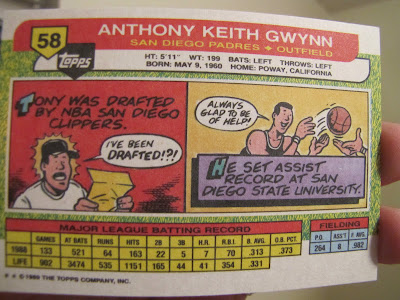 58
Topps
ANTHONY KEITH GWYNN
SAN DIEGO PADRES ✦ OUTFIELD
HT: 5'11" WT: 199 BATS: LEFT THROWS: LEFT
BORN: MAY 9, 1960 HOME: POWAY, CALIFORNIA
TONY WAS DRAFTED
BY NBA SAN DIEGO
CLIPPERS.
I'VE BEEN
DRAFTED!?!
ALWAYS
GLAD TO BE
OF HELP!
HE SET ASSIST
RECORD AT SAN
DIEGO STATE UNIVERSITY.
MAJOR LEAGUE BATTING RECORD
GAMES AT BATS RUNS HITS 2B 3B H.R. R.B.I. B. AVG. O.B. PCT.
1988 133 521 64 163 22 5 7 70 .313 .373
LIFE 902 3474 535 1151 165 44 41 354 .331
FIELDING
P.O. ASS'T B. AVG.
264 8 .982
© 1989 THE TOPPS COMPANY, INC.